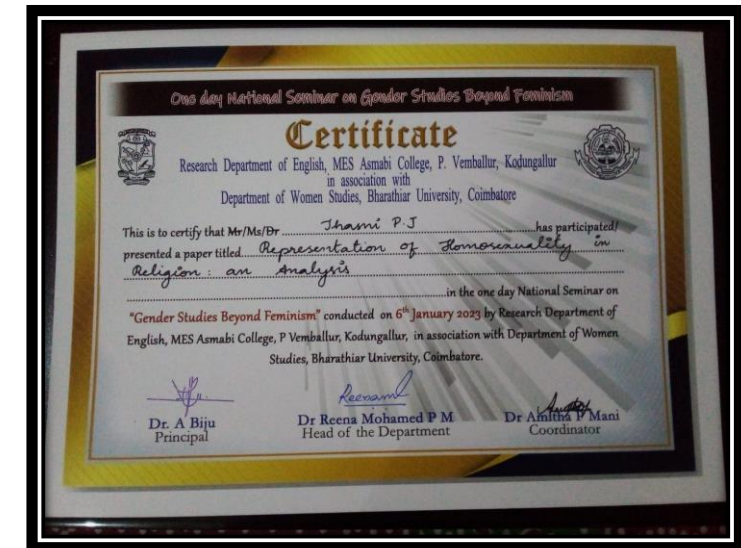 One day National Seminar on Gender Studies Beyond Feminism
Certificate
Research Department of English, MES Asmabi College, P. Vemballur, Kodungallur
in association with
Department of Women Studies, Bharathiar University, Coimbatore
This is to certify that Mr/Ms/Dr Jhami P.J has participated/
presented a paper titled Representation of Homosexuality in
Religion : an Analysis
in the one day National Seminar on
"Gender Studies Beyond Feminism" conducted on 6th January 2023 by Research Department of
English, MES Asmabi College, P Vemballur, Kodungallur, in association with Department of Women
Studies, Bharathiar University, Coimbatore.
Reenaml
Dr. A Biju
Principal
Dr Reena Mohamed P M
Head of the Department
Dr Amitha P Mani
Coordinator